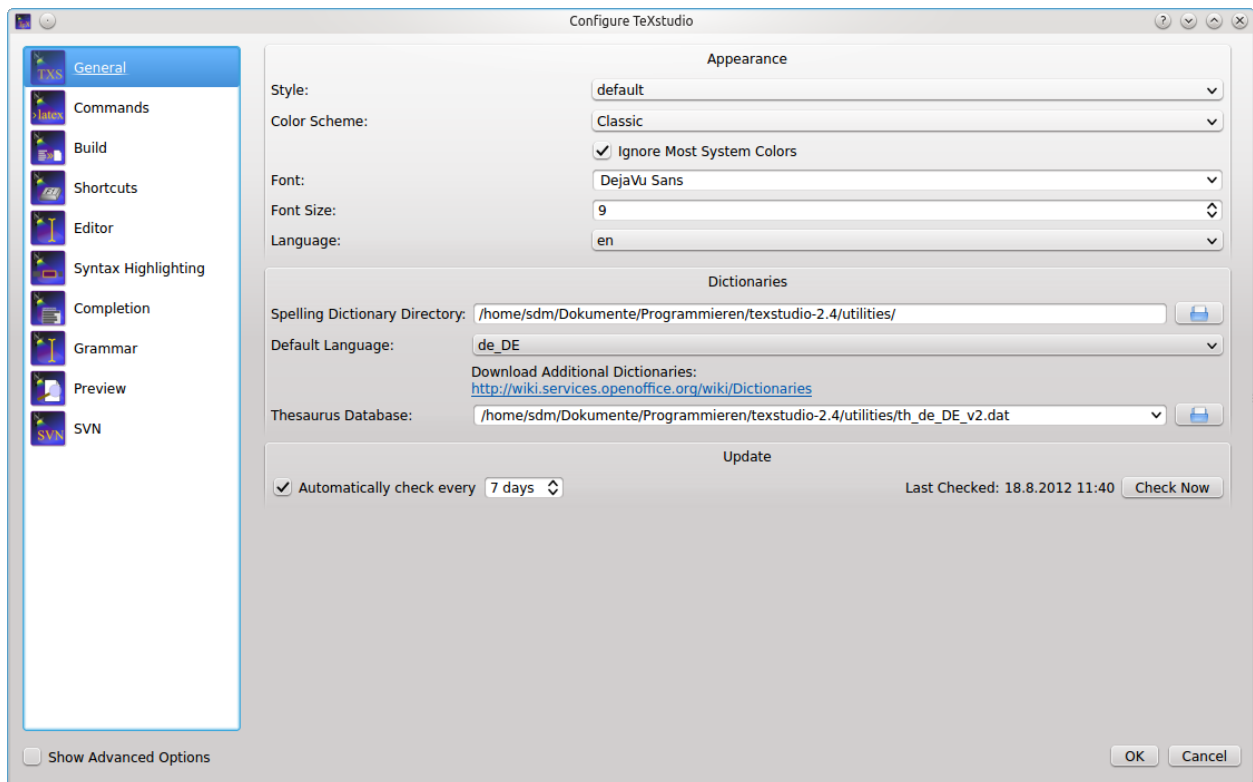 Configure TeXstudio
TXS General
>latex Commands
Build
Shortcuts
Editor
Syntax Highlighting
Completion
Grammar
Preview
SVN SVN
Show Advanced Options
Appearance
Style: default
Color Scheme: Classic
Ignore Most System Colors
Font: DejaVu Sans
Font Size: 9
Language: en
Dictionaries
Spelling Dictionary Directory: /home/sdm/Dokumente/Programmieren/texstudio-2.4/utilities/
Default Language: de_DE
Download Additional Dictionaries:
http://wiki.services.openoffice.org/wiki/Dictionaries
Thesaurus Database: /home/sdm/Dokumente/Programmieren/texstudio-2.4/utilities/th_de_DE_v2.dat
Update
Automatically check every 7 days Last Checked: 18.8.2012 11:40 Check Now
OK Cancel